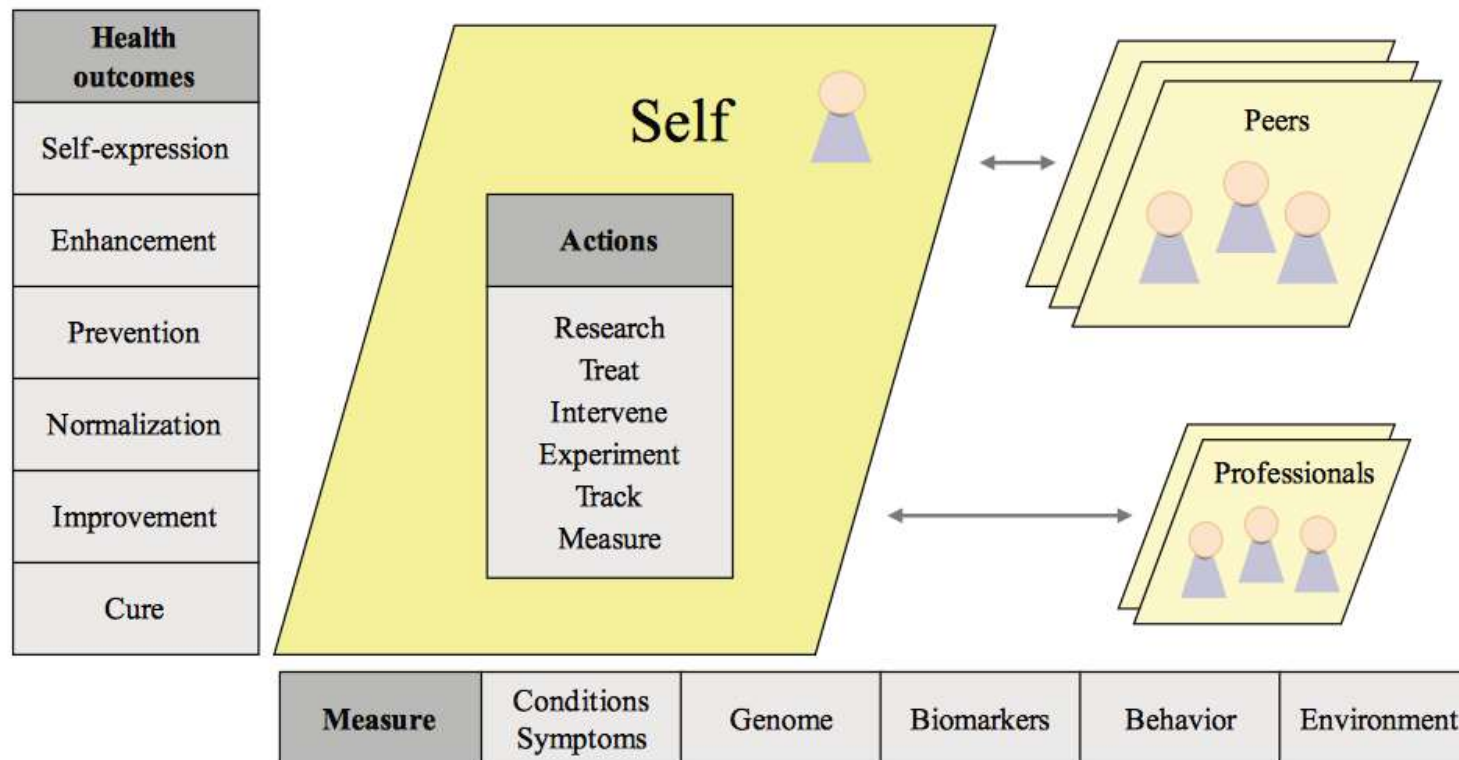 Health
outcomes
Self-expression
Enhancement
Prevention
Normalization
Improvement
Cure
Self
Actions
Research
Treat
Intervene
Experiment
Track
Measure
Peers
Professionals
Measure
Conditions
Symptoms
Genome
Biomarkers
Behavior
Environment